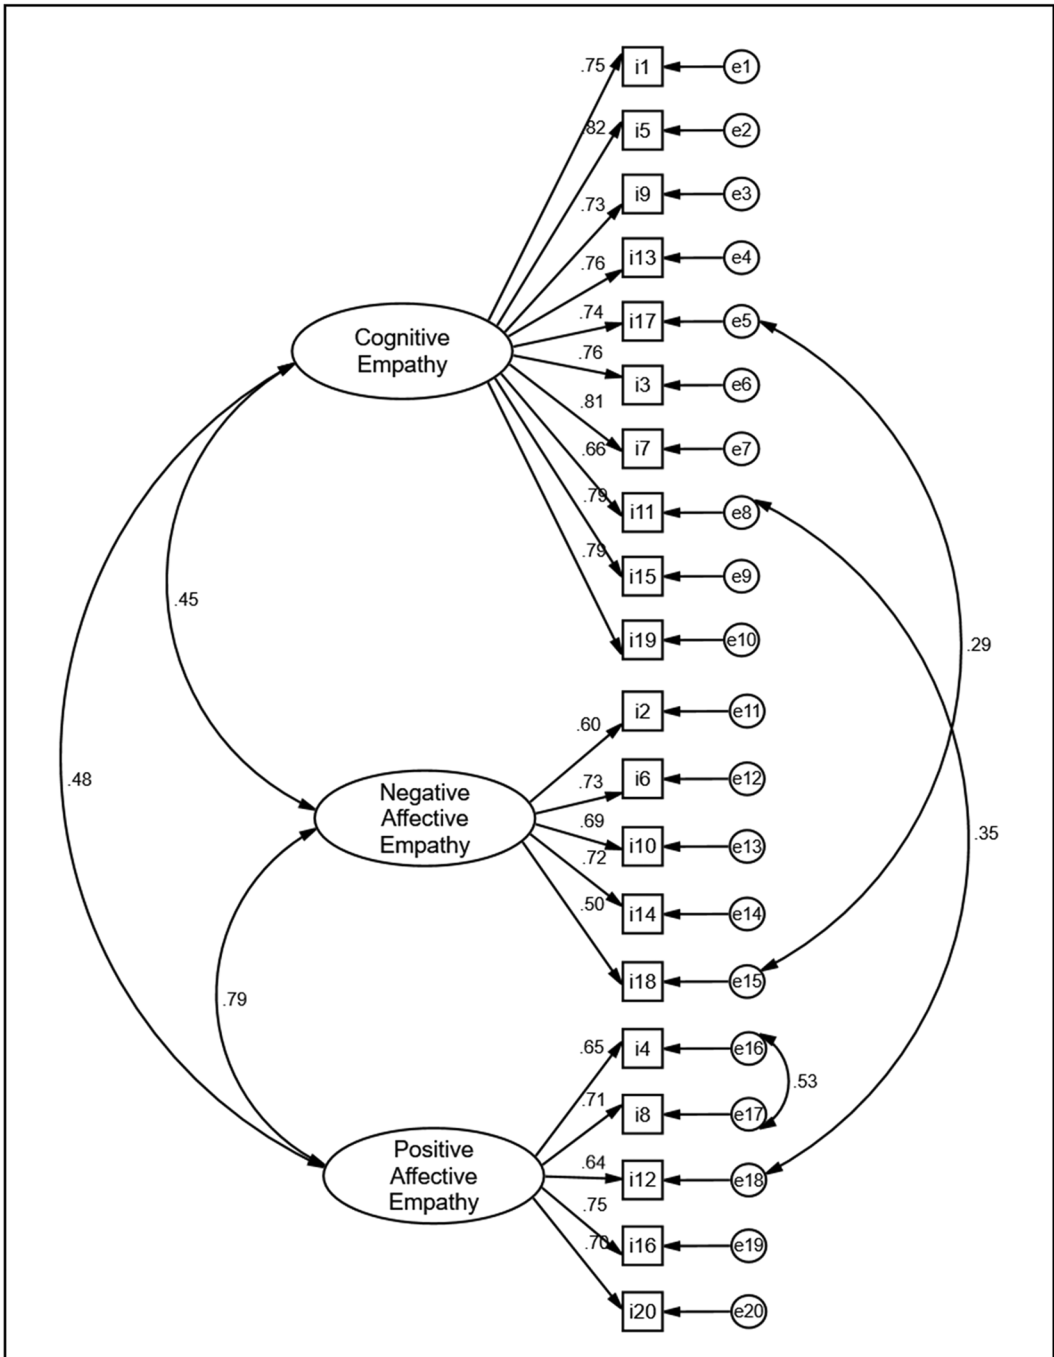 .75 i1 e1
.82 i5 e2
.73 i9 e3
.76 i13 e4
.74 i17 e5
Cognitive
Empathy
.76 i3 e6
.81 i7 e7
.66 i11 e8
.79 i15 e9
.79 i19 e10
.45
.29
.48
.60 i2 e11
.73 i6 e12
Negative
Affective
Empathy
.69 i10 e13
.35
.72 i14 e14
.50 i18 e15
.79
.65 i4 e16
.53
.71 i8 e17
Positive
Affective
Empathy
.64 i12 e18
.75 i16 e19
.70 i20 e20